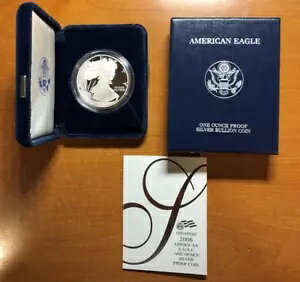 AMERICAN EAGLE
ONE OUNCE PROOF
SILVER BULLION COIN
2006
AMERICAN
EAGLE
ONE OUNCE
SILVER
PROOF COIN